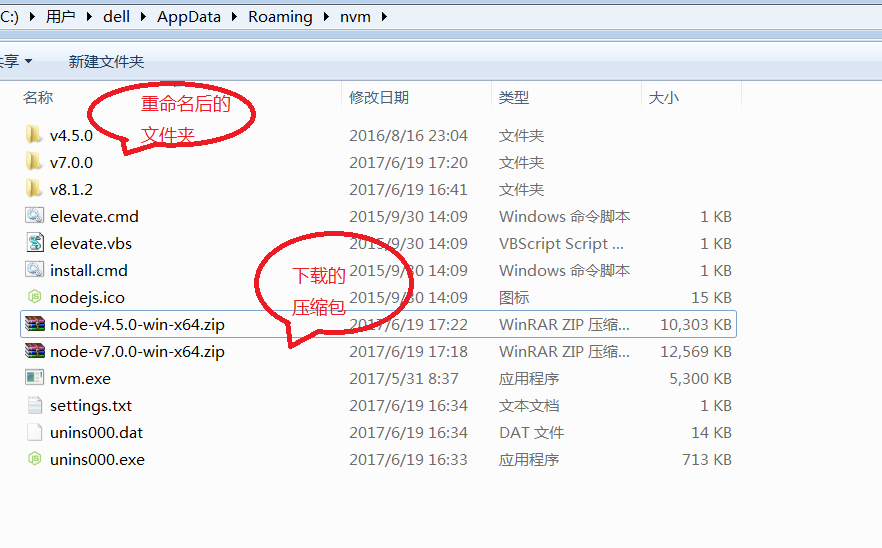 C:) ▸ 用户 ▸ dell ▸ AppData ▸ Roaming ▸ nvm ▸
享 新建文件夹
名称 修改日期 类型 大小
重命名后的
文件夹
v4.5.0 2016/8/16 23:04 文件夹
v7.0.0 2017/6/19 17:20 文件夹
v8.1.2 2017/6/19 16:41 文件夹
elevate.cmd 2015/9/30 14:09 Windows 命令脚本 1 KB
elevate.vbs 2015/9/30 14:09 VBScript Script ... 1 KB
下载的
压缩包
install.cmd 2015/9/30 14:09 Windows 命令脚本 1 KB
nodejs.ico 2015/9/30 14:09 图标 15 KB
node-v4.5.0-win-x64.zip 2017/6/19 17:22 WinRAR ZIP 压缩... 10,303 KB
node-v7.0.0-win-x64.zip 2017/6/19 17:18 WinRAR ZIP 压缩... 12,569 KB
nvm.exe 2017/5/31 8:37 应用程序 5,300 KB
settings.txt 2017/6/19 16:34 文本文档 1 KB
unins000.dat 2017/6/19 16:34 DAT 文件 14 KB
unins000.exe 2017/6/19 16:33 应用程序 713 KB